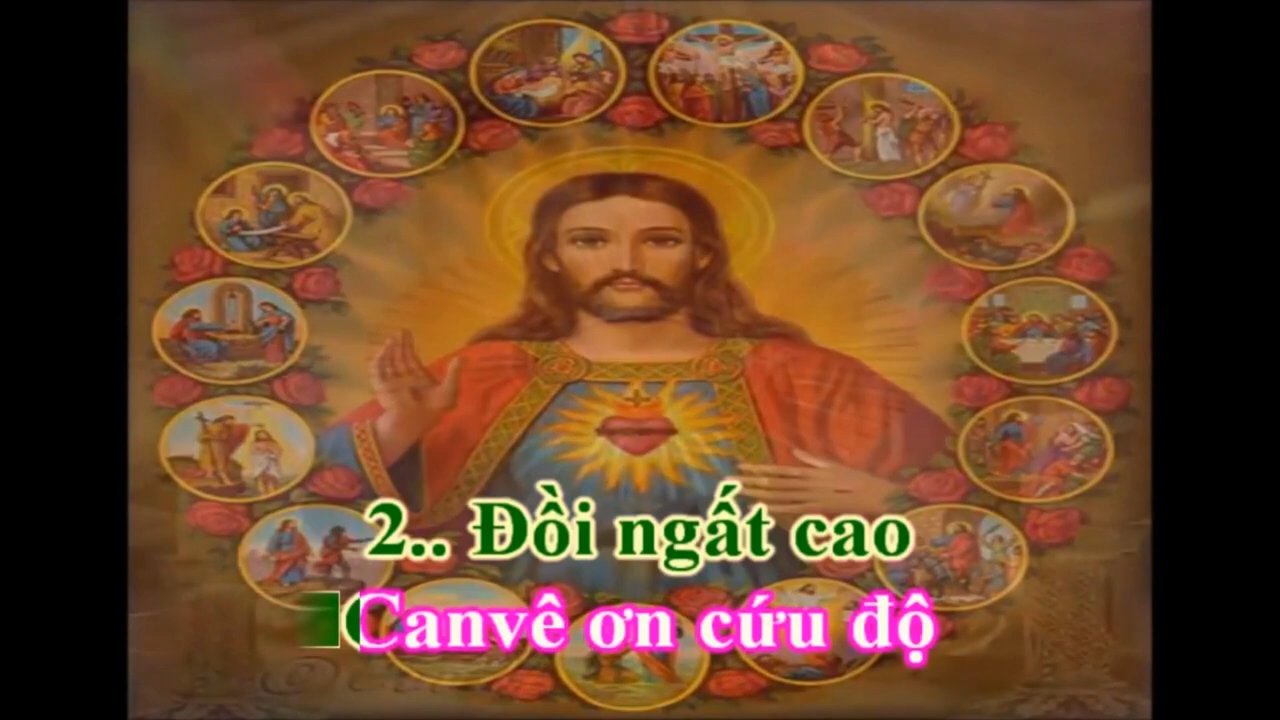 2.. Đồi ngất cao
Canvê ơn cứu độ